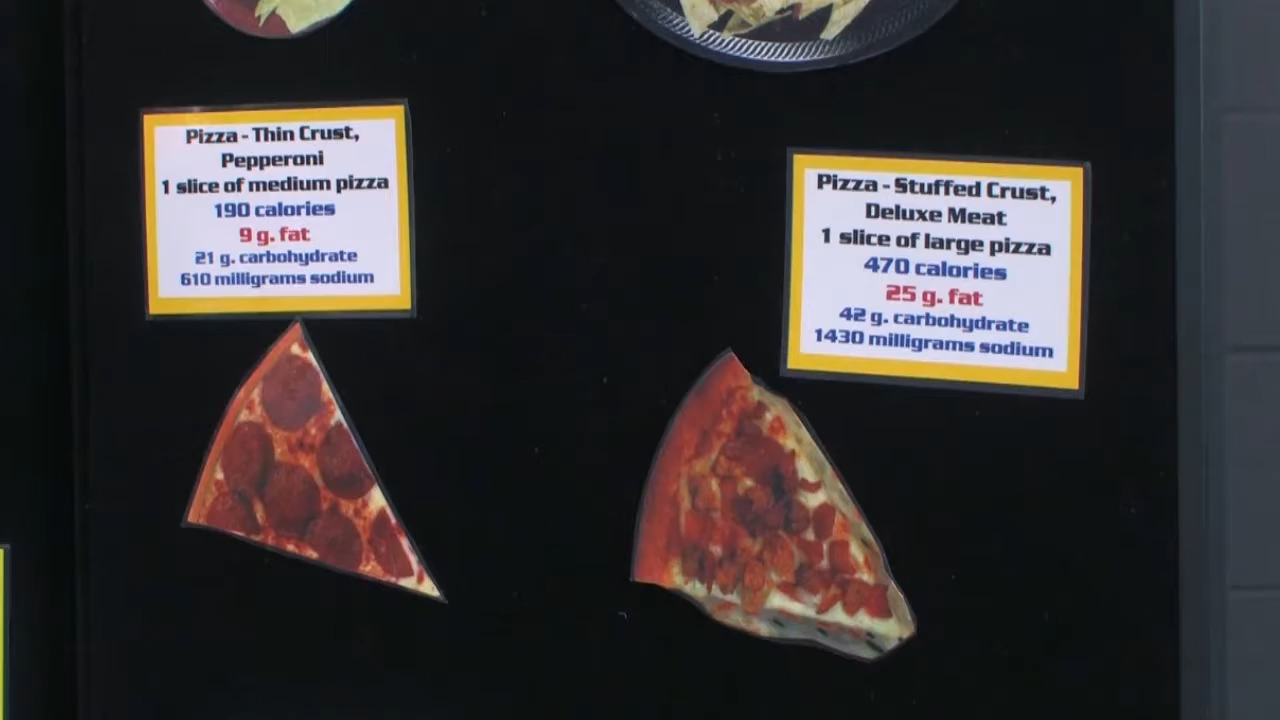 Pizza - Thin Crust,
Pepperoni
1 slice of medium pizza
190 calories
9 g. fat
21 g. carbohydrate
610 milligrams sodium
Pizza - Stuffed Crust,
Deluxe Meat
1 slice of large pizza
470 calories
25 g. fat
42 g. carbohydrate
1430 milligrams sodium